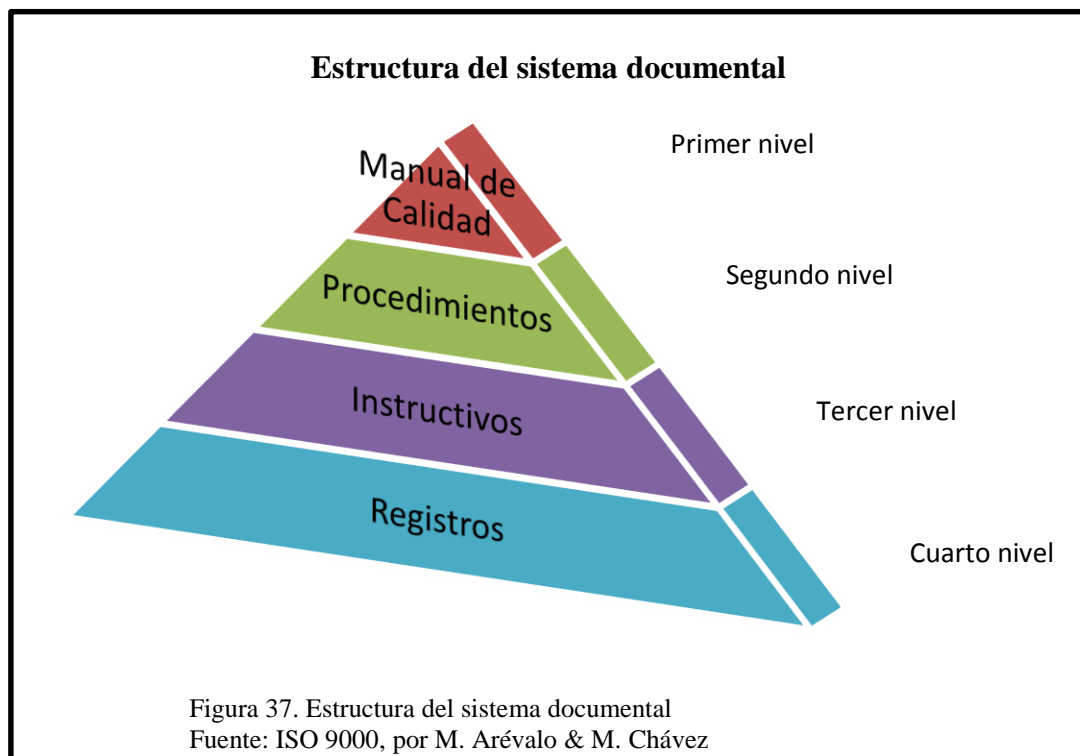 Estructura del sistema documental
Primer nivel
Manual de
Calidad
Segundo nivel
Procedimientos
Tercer nivel
Instructivos
Cuarto nivel
Registros
Figura 37. Estructura del sistema documental
Fuente: ISO 9000, por M. Arévalo & M. Chávez